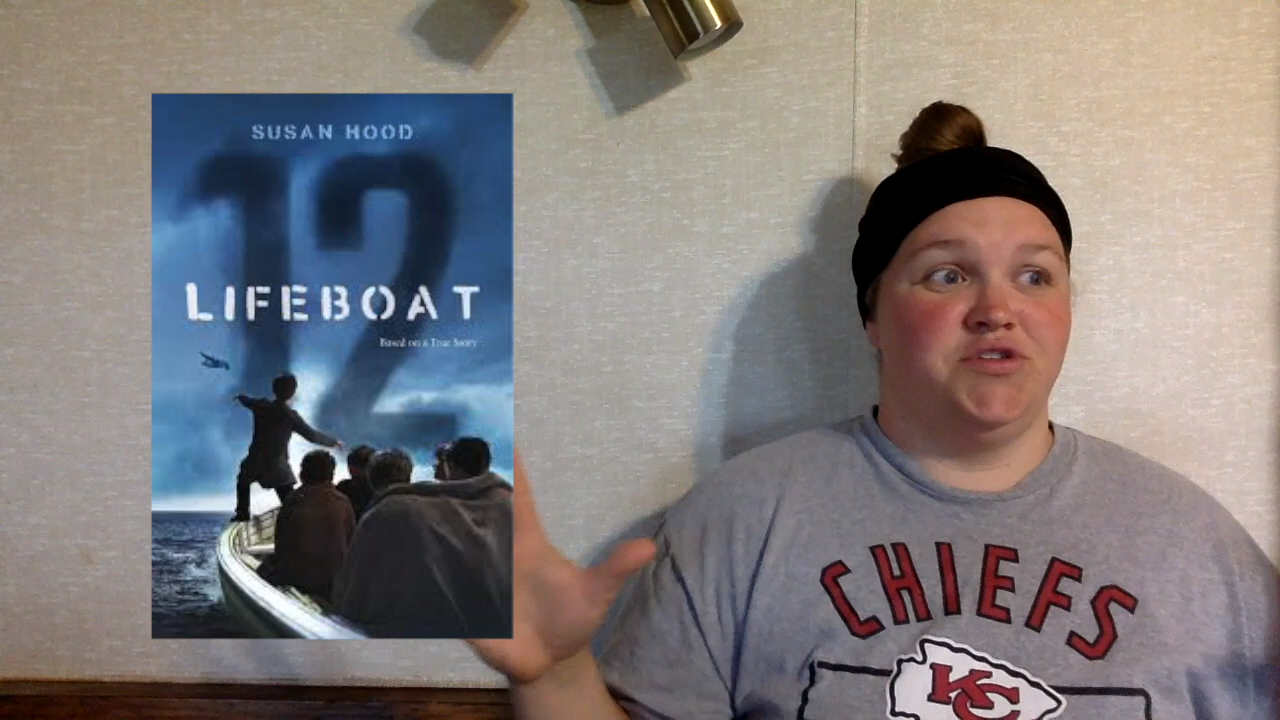 SUSAN HOOD
12
LIFEBOAT
Based on a True Story
CHIEFS
KC